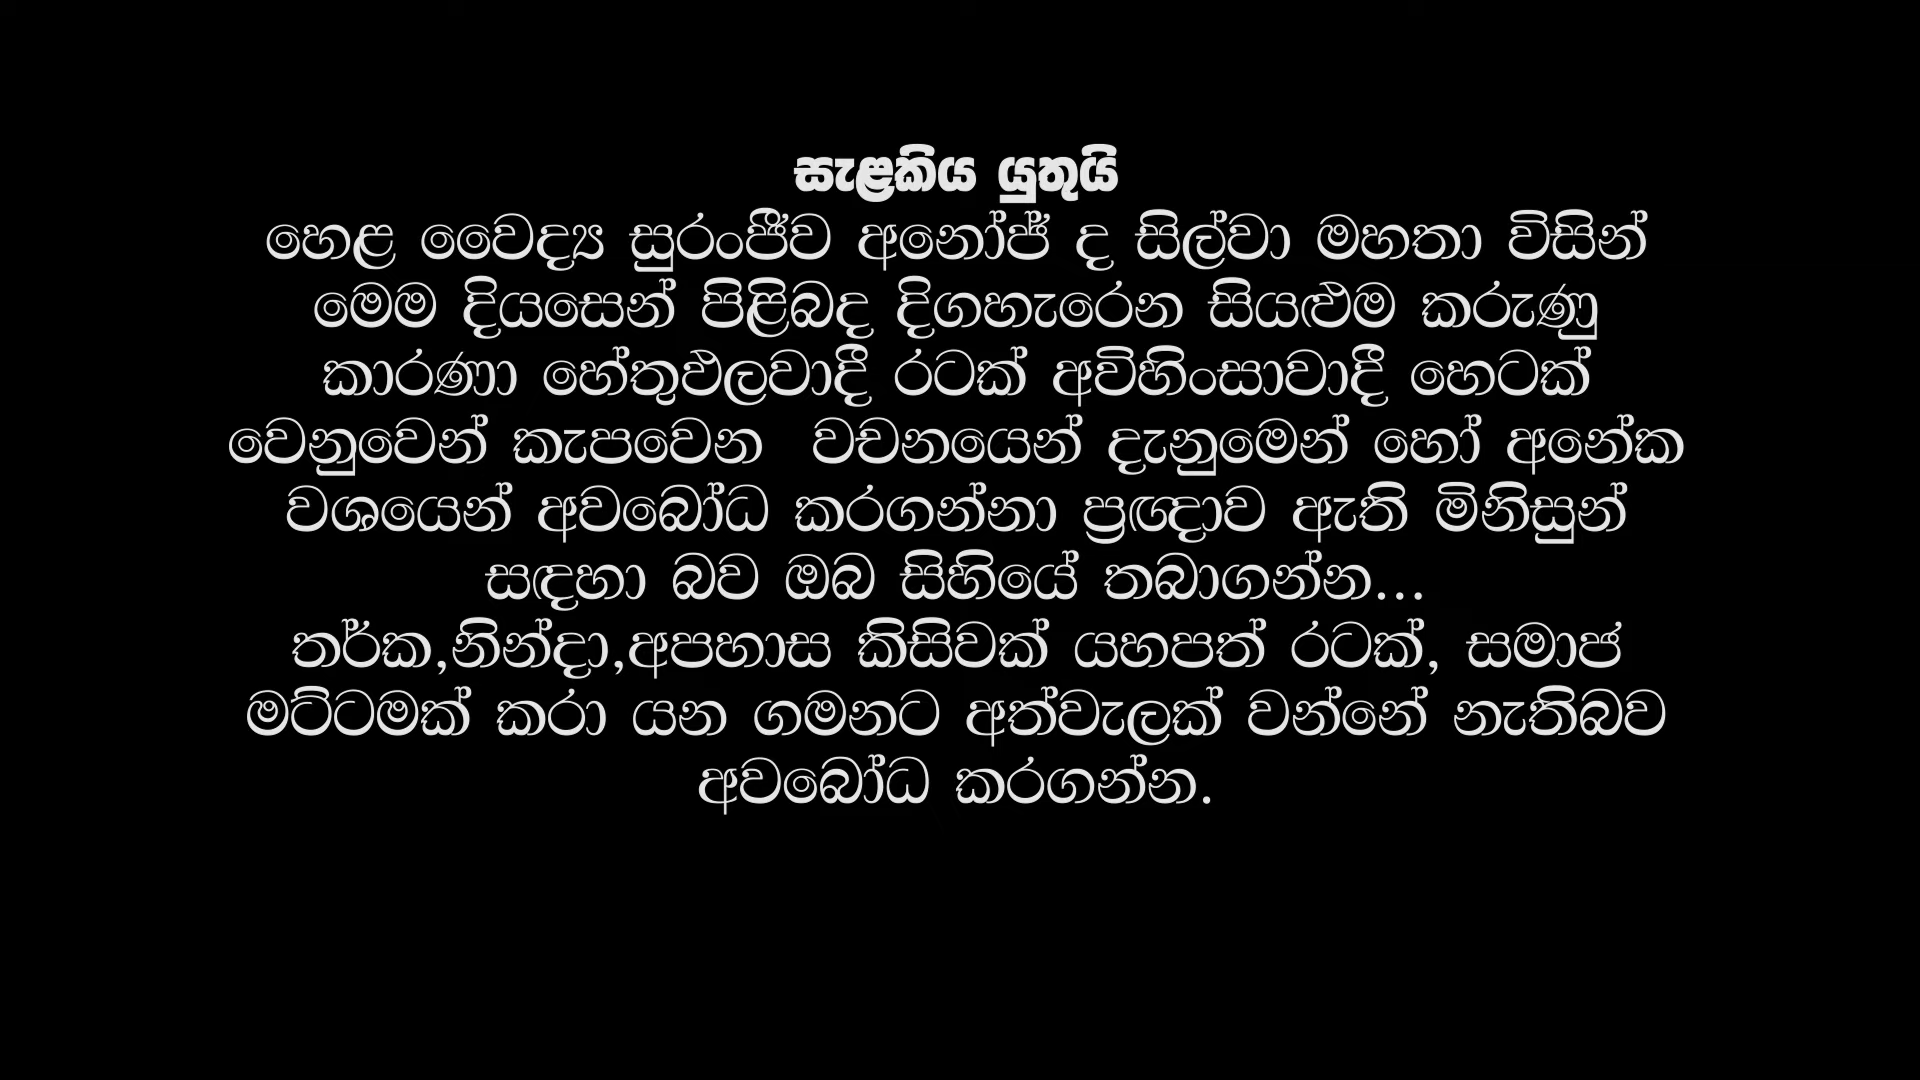 සැළකිය යුතුයි
හෙළ වෛද්‍ය සුරංජීව අනෝජ් ද සිල්වා මහතා විසින්
මෙම දියසෙන් පිළිබද දිගහැරෙන සියළුම කරුණු
කාරණා හේතුඵලවාදී රටක් අවිහිංසාවාදී හෙටක්
වෙනුවෙන් කැපවෙන වචනයෙන් දැනුමෙන් හෝ අනේක
වශයෙන් අවබෝධ කරගන්නා ප්‍රඥාව ඇති මිනිසුන්
සඳහා බව ඔබ සිහියේ තබාගන්න...
තර්ක,නින්දා,අපහාස කිසිවක් යහපත් රටක්, සමාජ
මට්ටමක් කරා යන ගමනට අත්වැලක් වන්නේ නැතිබව
අවබෝධ කරගන්න.